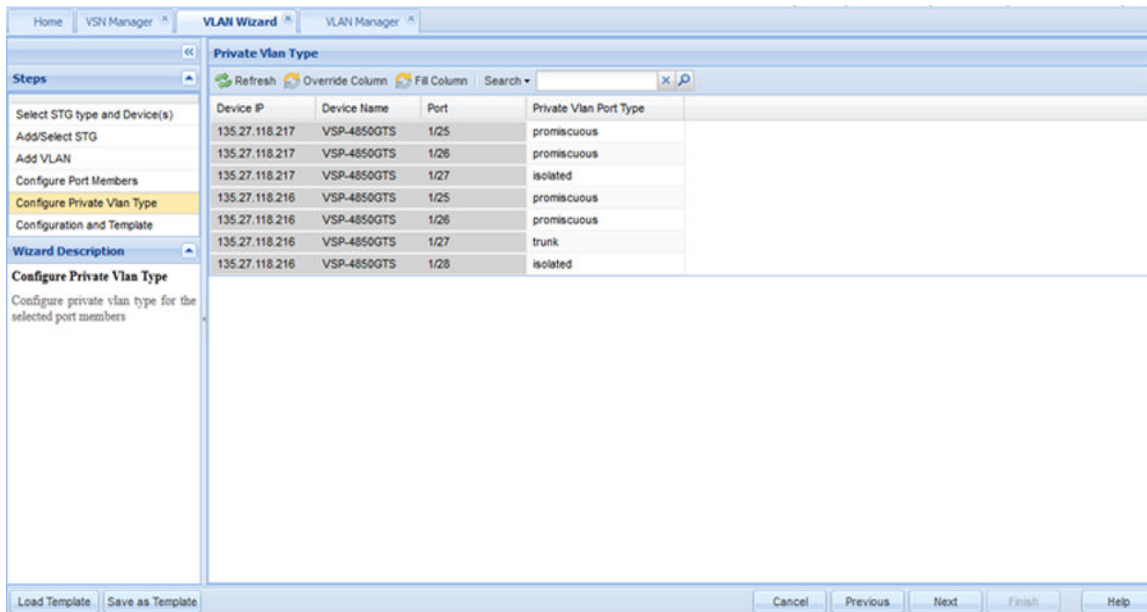 Home VSN Manager VLAN Wizard VLAN Manager
Steps
Select STG type and Device(s)
Add/Select STG
Add VLAN
Configure Port Members
Configure Private Vlan Type
Configuration and Template
Wizard Description
Configure Private Vlan Type
Configure private vlan type for the
selected port members
Private Vlan Type
Refresh Override Column Fill Column Search
Device IP Device Name Port Private Vlan Port Type
135.27.118.217 VSP-4850GTS 1/25 promiscuous
135.27.118.217 VSP-4850GTS 1/26 promiscuous
135.27.118.217 VSP-4850GTS 1/27 isolated
135.27.118.216 VSP-4850GTS 1/25 promiscuous
135.27.118.216 VSP-4850GTS 1/26 promiscuous
135.27.118.216 VSP-4850GTS 1/27 trunk
135.27.118.216 VSP-4850GTS 1/28 isolated
Load Template Save as Template Cancel Previous Next Finish Help